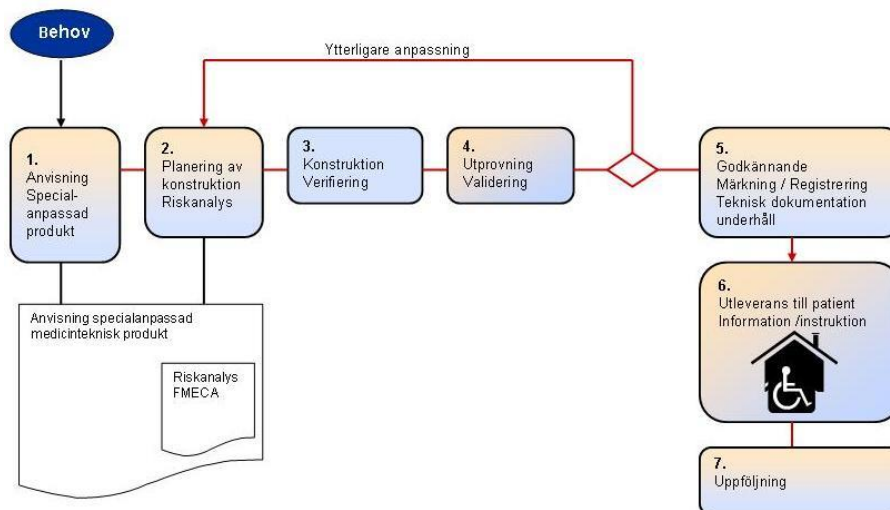 Behov
Ytterligare anpassning
1.
Anvisning
Special-
anpassad
produkt
2.
Planering av
konstruktion
Riskanalys
3.
Konstruktion
Verifiering
4.
Utprovning
Validering
5.
Godkännande
Märkning / Registrering
Teknisk dokumentation
underhåll
6.
Utleverans till patient
Information /instruktion
Anvisning specialanpassad
medicinteknisk produkt
Riskanalys
FMECA
7.
Uppföljning